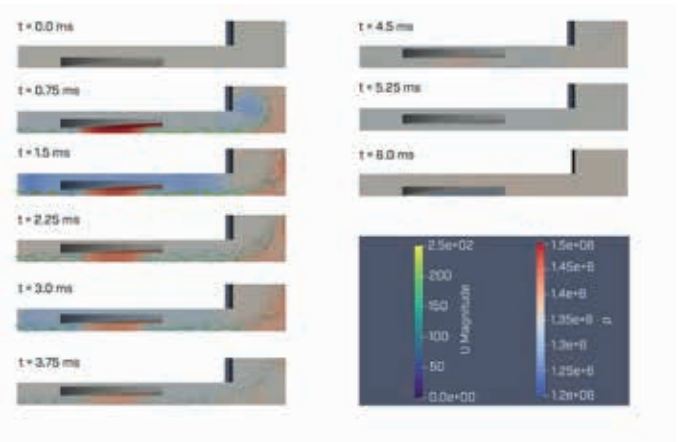 t = 0.0 ms
t = 0.75 ms
t = 1.5 ms
t = 2.25 ms
t = 3.0 ms
t = 3.75 ms
t = 4.5 ms
t = 5.25 ms
t = 6.0 ms
2.5e+02
200
150
100
50
0.0e+00
U Magnitude
1.5e+06
1.45e+6
1.4e+6
1.35e+6
1.3e+6
1.25e+6
1.2e+06
p